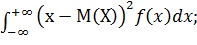 ∫_{−∞}^{+∞} (x − M(X))² f(x)dx;